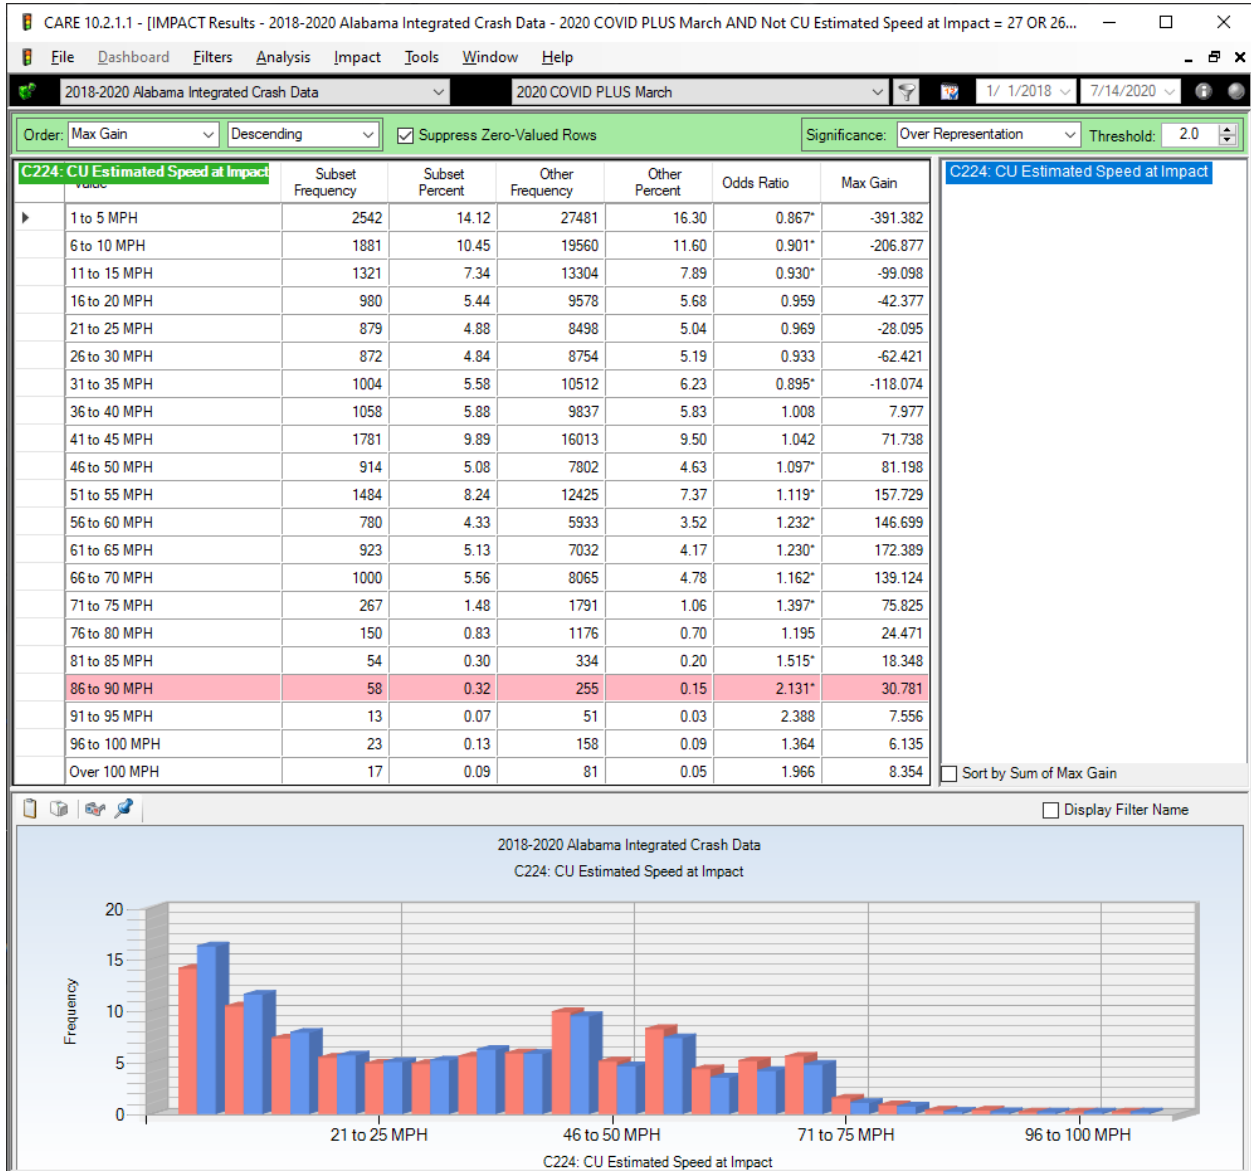 CARE 10.2.1.1 - [IMPACT Results - 2018-2020 Alabama Integrated Crash Data - 2020 COVID PLUS March AND Not CU Estimated Speed at Impact = 27 OR 26...
File Dashboard Filters Analysis Impact Tools Window Help
2018-2020 Alabama Integrated Crash Data 2020 COVID PLUS March 1/ 1/2018 7/14/2020
Order: Max Gain Descending Suppress Zero-Valued Rows Significance: Over Representation Threshold: 2.0
C224: CU Estimated Speed at Impact Subset Frequency Subset Percent Other Frequency Other Percent Odds Ratio Max Gain C224: CU Estimated Speed at Impact
1 to 5 MPH 2542 14.12 27481 16.30 0.867* -391.382
6 to 10 MPH 1881 10.45 19560 11.60 0.901* -206.877
11 to 15 MPH 1321 7.34 13304 7.89 0.930* -99.098
16 to 20 MPH 980 5.44 9578 5.68 0.959 -42.377
21 to 25 MPH 879 4.88 8498 5.04 0.969 -28.095
26 to 30 MPH 872 4.84 8754 5.19 0.933 -62.421
31 to 35 MPH 1004 5.58 10512 6.23 0.895* -118.074
36 to 40 MPH 1058 5.88 9837 5.83 1.008 7.977
41 to 45 MPH 1781 9.89 16013 9.50 1.042 71.738
46 to 50 MPH 914 5.08 7802 4.63 1.097* 81.198
51 to 55 MPH 1484 8.24 12425 7.37 1.119* 157.729
56 to 60 MPH 780 4.33 5933 3.52 1.232* 146.699
61 to 65 MPH 923 5.13 7032 4.17 1.230* 172.389
66 to 70 MPH 1000 5.56 8065 4.78 1.162* 139.124
71 to 75 MPH 267 1.48 1791 1.06 1.397* 75.825
76 to 80 MPH 150 0.83 1176 0.70 1.195 24.471
81 to 85 MPH 54 0.30 334 0.20 1.515* 18.348
86 to 90 MPH 58 0.32 255 0.15 2.131* 30.781
91 to 95 MPH 13 0.07 51 0.03 2.388 7.556
96 to 100 MPH 23 0.13 158 0.09 1.364 6.135
Over 100 MPH 17 0.09 81 0.05 1.966 8.354
Sort by Sum of Max Gain
Display Filter Name
2018-2020 Alabama Integrated Crash Data
C224: CU Estimated Speed at Impact
20
15
10
5
0
Frequency
21 to 25 MPH 46 to 50 MPH 71 to 75 MPH 96 to 100 MPH
C224: CU Estimated Speed at Impact